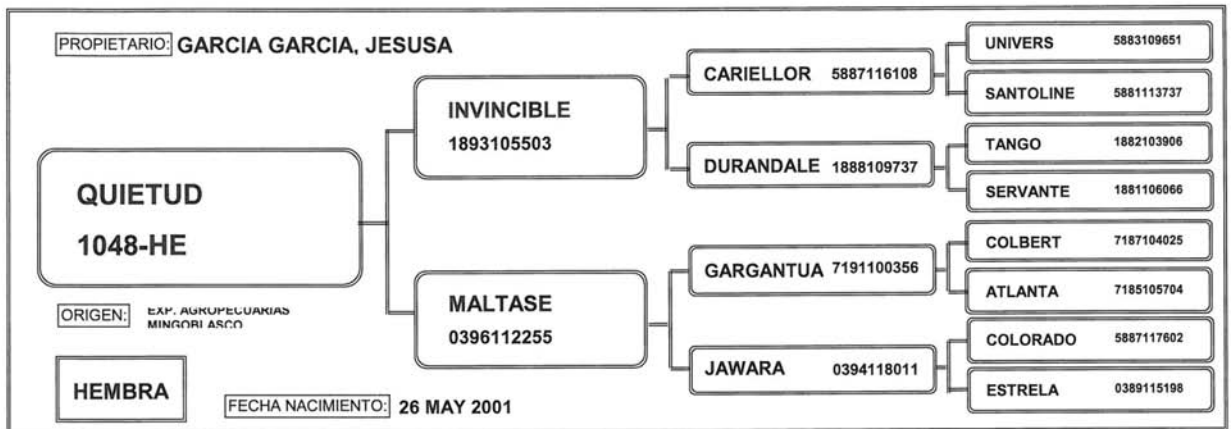 PROPIETARIO: GARCIA GARCIA, JESUSA
QUIETUD
1048-HE
ORIGEN: EXP. AGROPECUARIAS
MINGOBLASCO
HEMBRA
FECHA NACIMIENTO: 26 MAY 2001
INVINCIBLE
1893105503
MALTASE
0396112255
CARIELLOR 5887116108
DURANDALE 1888109737
GARGANTUA 7191100356
JAWARA 0394118011
UNIVERS 5883109651
SANTOLINE 5881113737
TANGO 1882103906
SERVANTE 1881106066
COLBERT 7187104025
ATLANTA 7185105704
COLORADO 5887117602
ESTRELA 0389115198